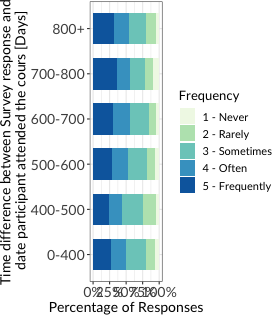 Time difference between Survey response and
date participant attended the cours [Days]
800+
700-800
600-700
500-600
400-500
0-400
0%25%50%75%100%
Percentage of Responses
Frequency
1 - Never
2 - Rarely
3 - Sometimes
4 - Often
5 - Frequently